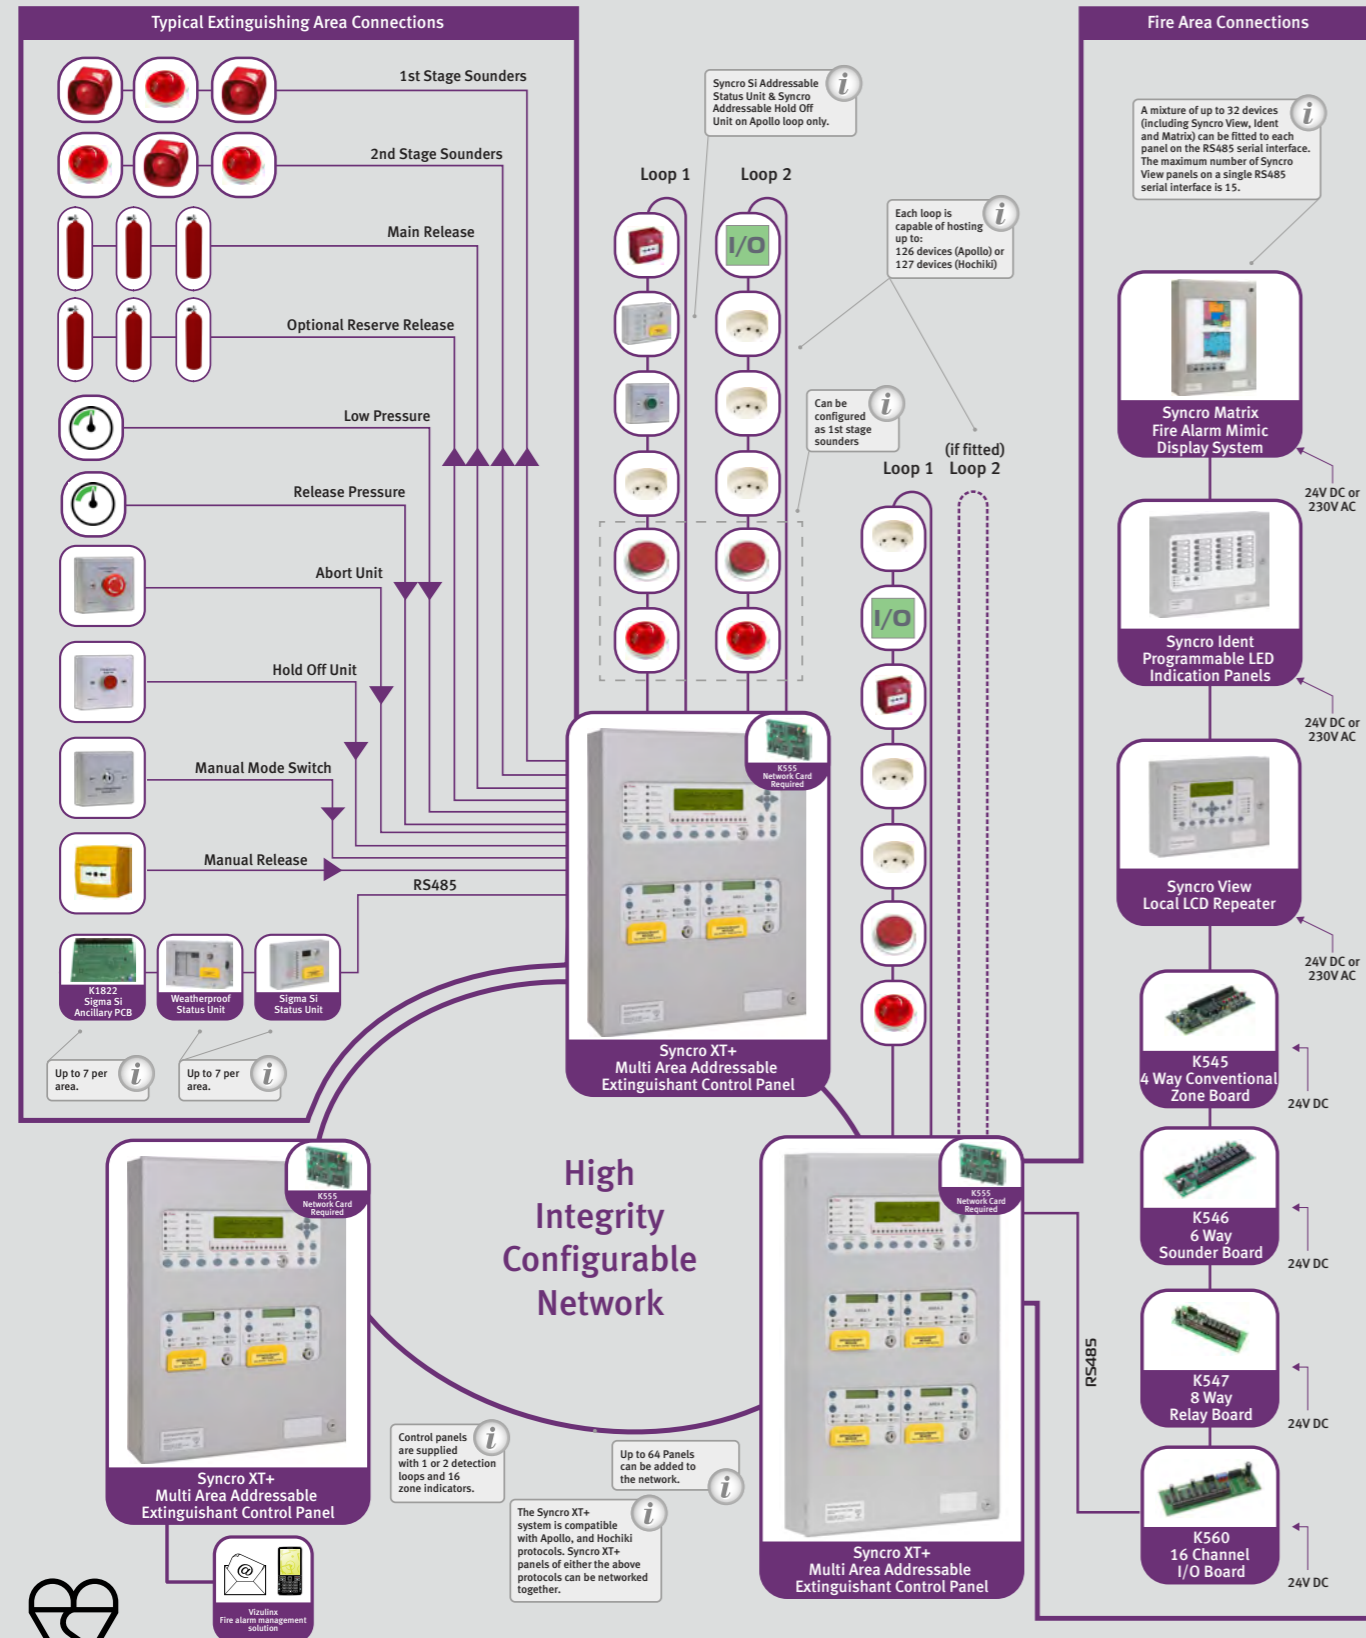 Typical Extinguishing Area Connections
1st Stage Sounders
2nd Stage Sounders
Main Release
Optional Reserve Release
Low Pressure
Release Pressure
Abort Unit
Hold Off Unit
Manual Mode Switch
Manual Release
RS485
K1822
Sigma Si
Ancillary PCB
Weatherproof
Status Unit
Sigma Si
Status Unit
Up to 7 per
area.
i
Up to 7 per
area.
i
Syncro Si Addressable
Status Unit & Syncro
Addressable Hold Off
Unit on Apollo loop only.
i
Loop 1
Loop 2
I/O
Each loop is
capable of hosting
up to:
126 devices (Apollo) or
127 devices (Hochiki)
i
Can be
configured
as 1st stage
sounders
i
Loop 1
(if fitted)
Loop 2
I/O
K555
Network Card
Required
Syncro XT+
Multi Area Addressable
Extinguishant Control Panel
Fire Area Connections
A mixture of up to 32 devices
(including Syncro View, Ident
and Matrix) can be fitted to each
panel on the RS485 serial interface.
The maximum number of Syncro
View panels on a single RS485
serial interface is 15.
i
Syncro Matrix
Fire Alarm Mimic
Display System
24V DC or
230V AC
Syncro Ident
Programmable LED
Indication Panels
24V DC or
230V AC
Syncro View
Local LCD Repeater
24V DC or
230V AC
K545
4 Way Conventional
Zone Board
24V DC
K546
6 Way
Sounder Board
24V DC
K547
8 Way
Relay Board
24V DC
K560
16 Channel
I/O Board
24V DC
RS485
High
Integrity
Configurable
Network
K555
Network Card
Required
Syncro XT+
Multi Area Addressable
Extinguishant Control Panel
K555
Network Card
Required
Syncro XT+
Multi Area Addressable
Extinguishant Control Panel
Control panels
are supplied
with 1 or 2 detection
loops and 16
zone indicators.
i
Up to 64 Panels
can be added to
the network.
i
The Syncro XT+
system is compatible
with Apollo, and Hochiki
protocols. Syncro XT+
panels of either the above
protocols can be networked
together.
i
@
Vizulinx
Fire alarm management
solution